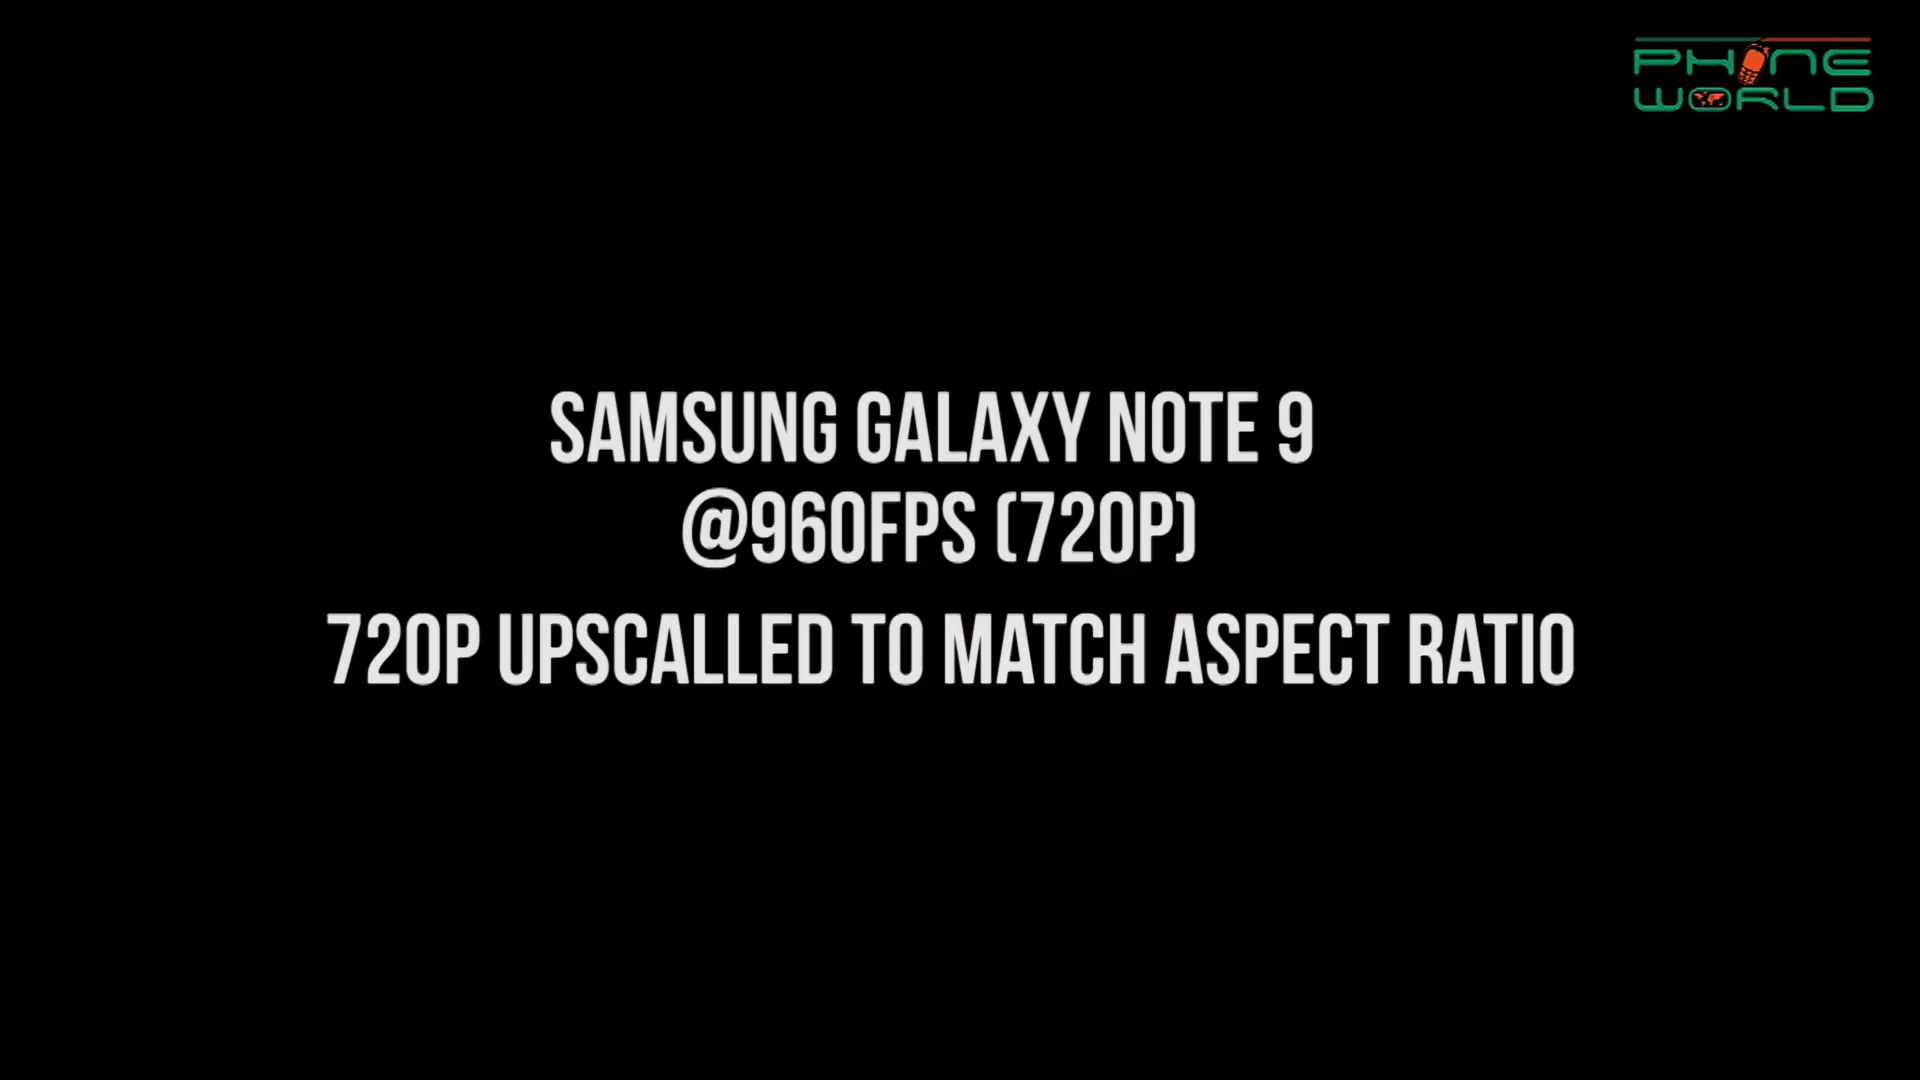 PHONE
WORLD
SAMSUNG GALAXY NOTE 9
@960FPS (720P)
720P UPSCALLED TO MATCH ASPECT RATIO